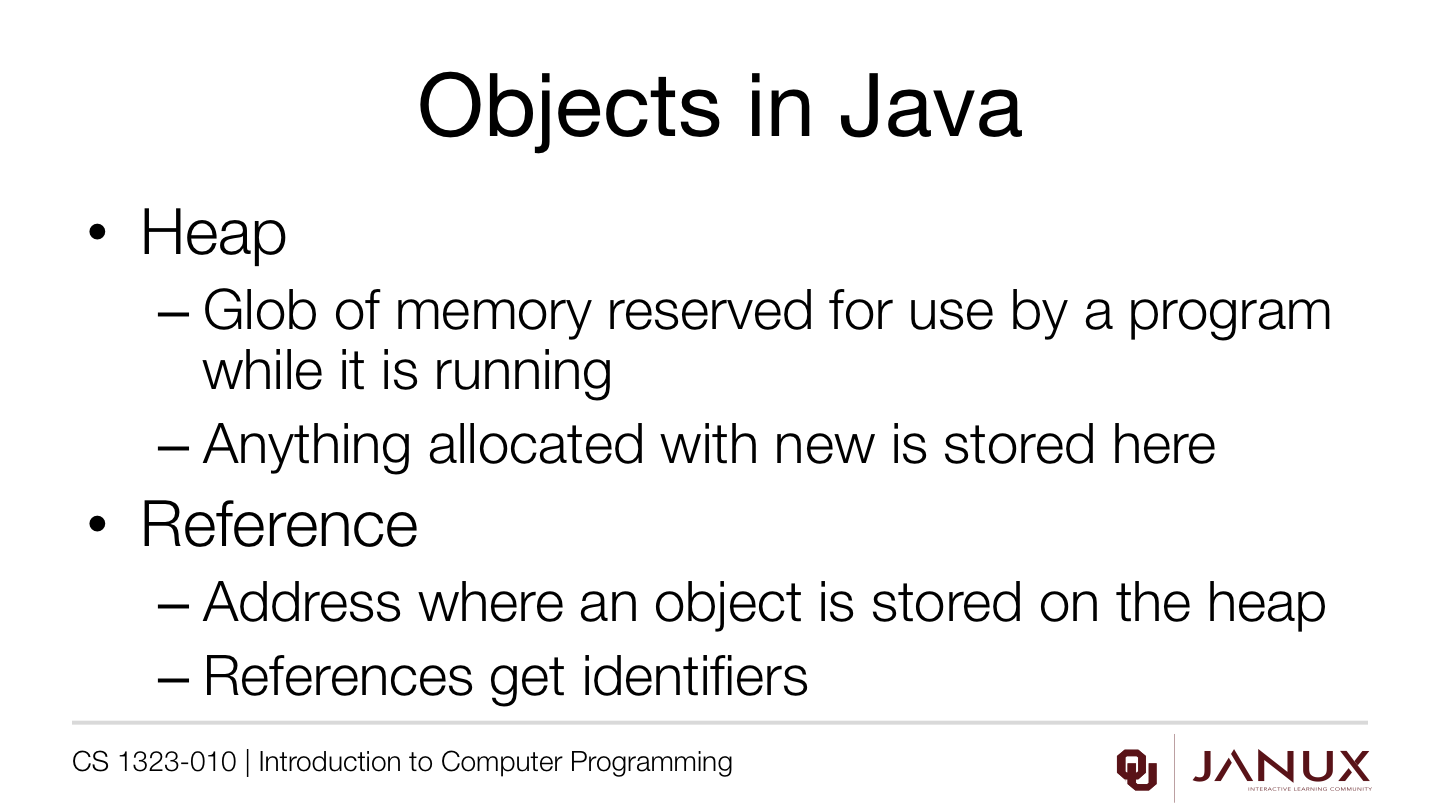 Objects in Java
• Heap
– Glob of memory reserved for use by a program
while it is running
– Anything allocated with new is stored here
• Reference
– Address where an object is stored on the heap
– References get identifiers
CS 1323-010 | Introduction to Computer Programming
OU
JANUX
INTERACTIVE LEARNING COMMUNITY